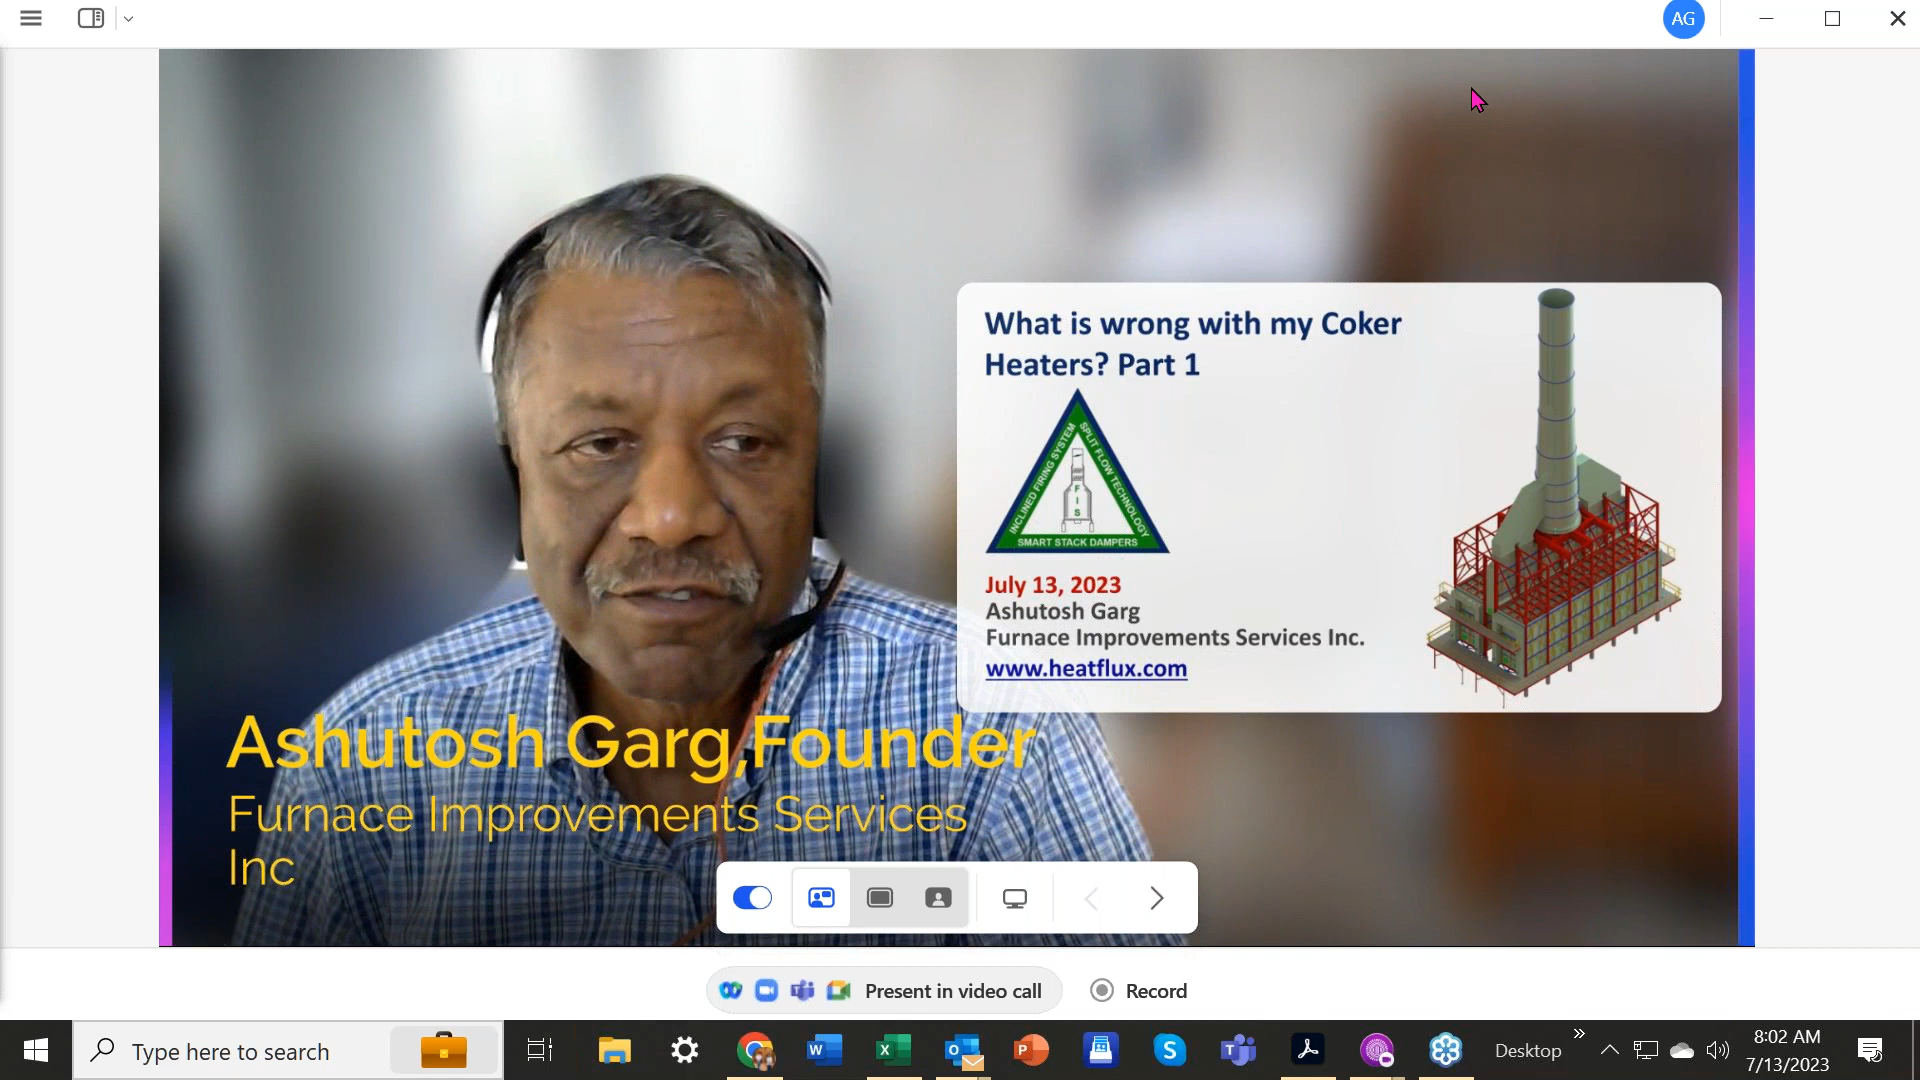 AG
What is wrong with my Coker
Heaters? Part 1
INCLINED FIRING SYSTEM
SPLIT FLOW TECHNOLOGY
F
I
S
SMART STACK DAMPERS
July 13, 2023
Ashutosh Garg
Furnace Improvements Services Inc.
www.heatflux.com
Ashutosh Garg,Founder
Furnace Improvements Services
Inc
Present in video call
Record
Type here to search
Desktop
8:02 AM
7/13/2023